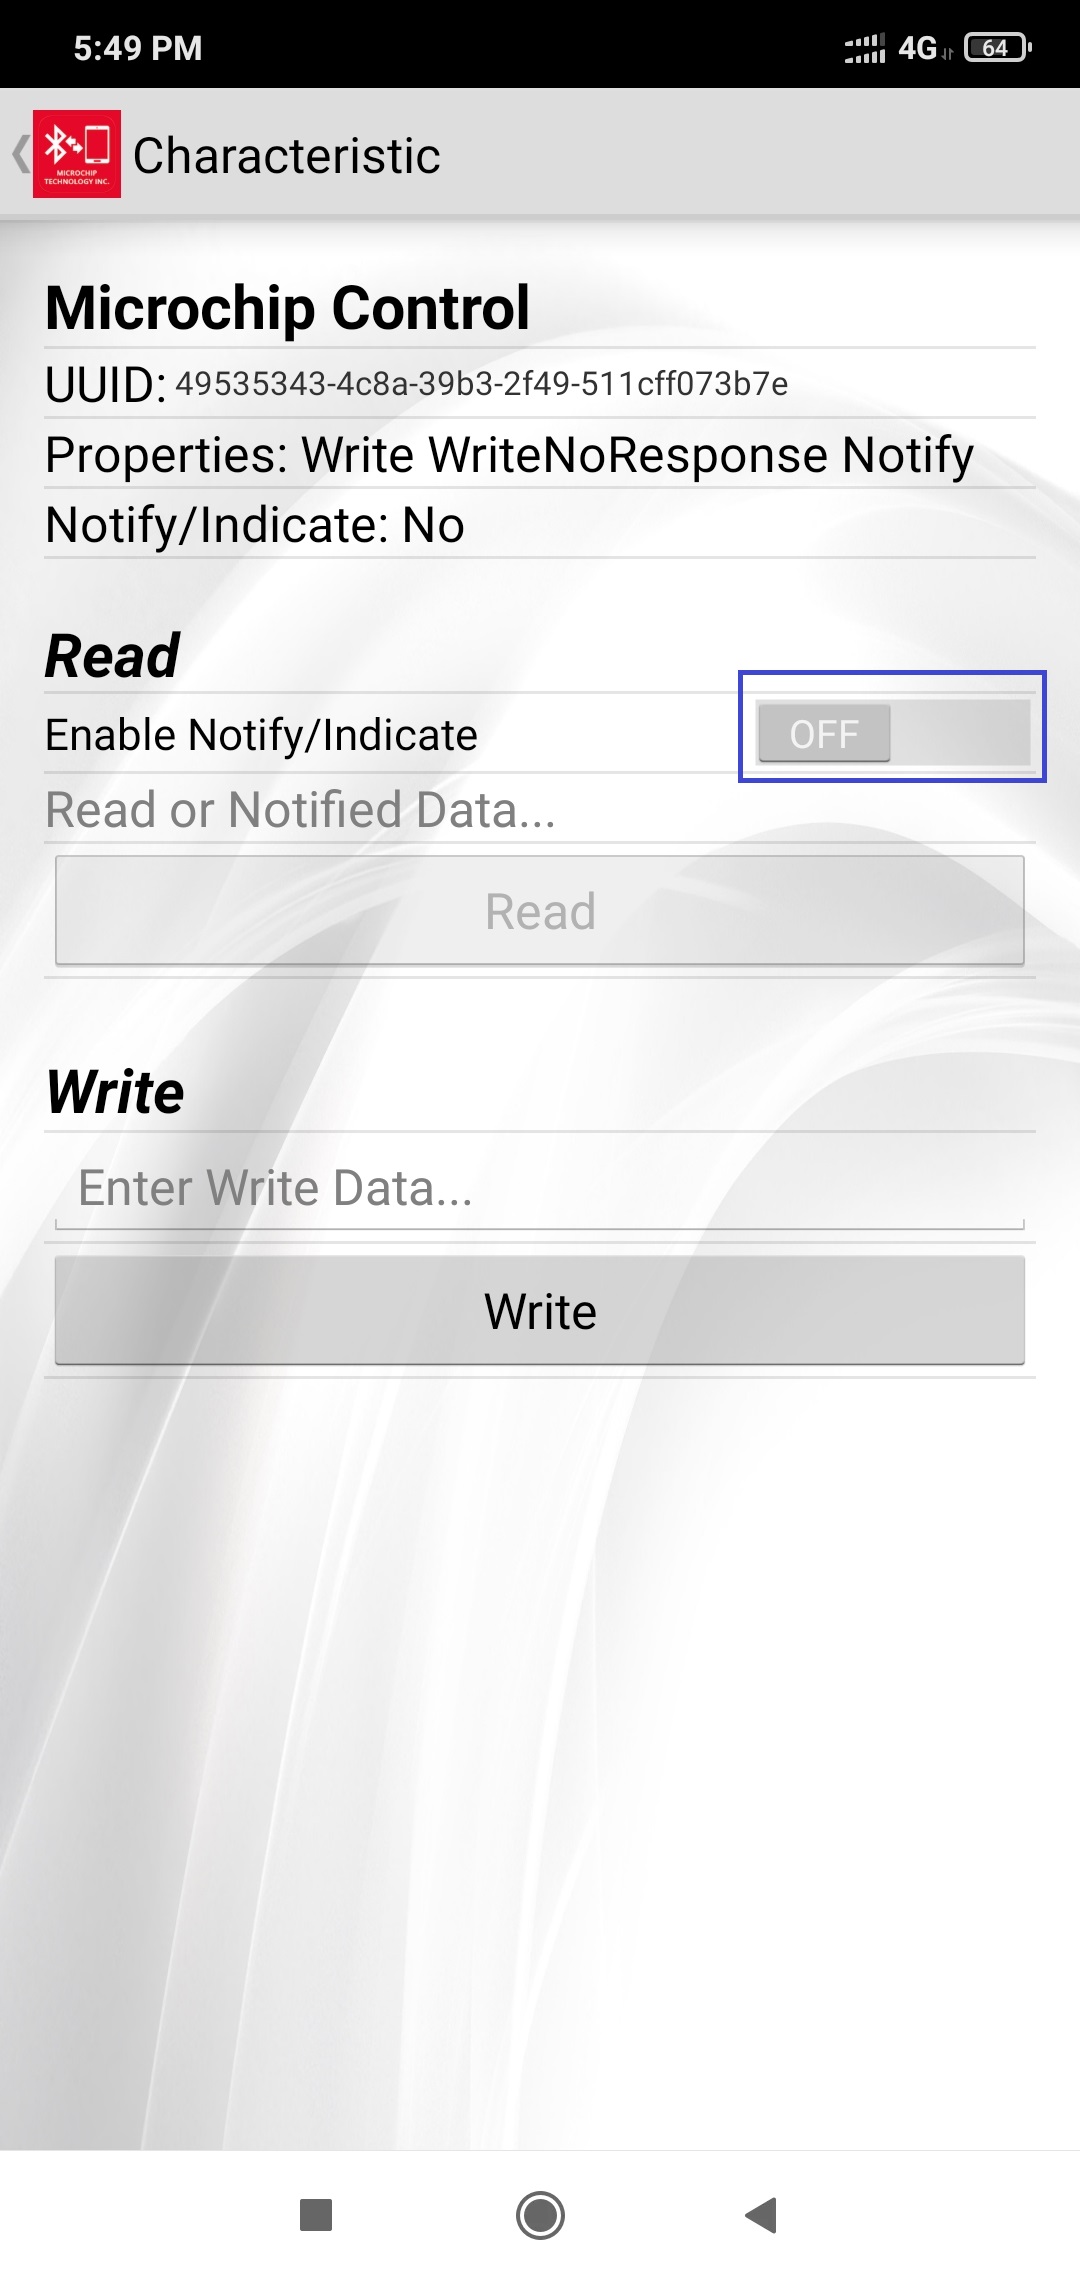 5:49 PM 4G 64
MICROCHIP
TECHNOLOGY INC.
Characteristic
Microchip Control
UUID: 49535343-4c8a-39b3-2f49-511cff073b7e
Properties: Write WriteNoResponse Notify
Notify/Indicate: No
Read
Enable Notify/Indicate OFF
Read or Notified Data...
Read
Write
Enter Write Data...
Write